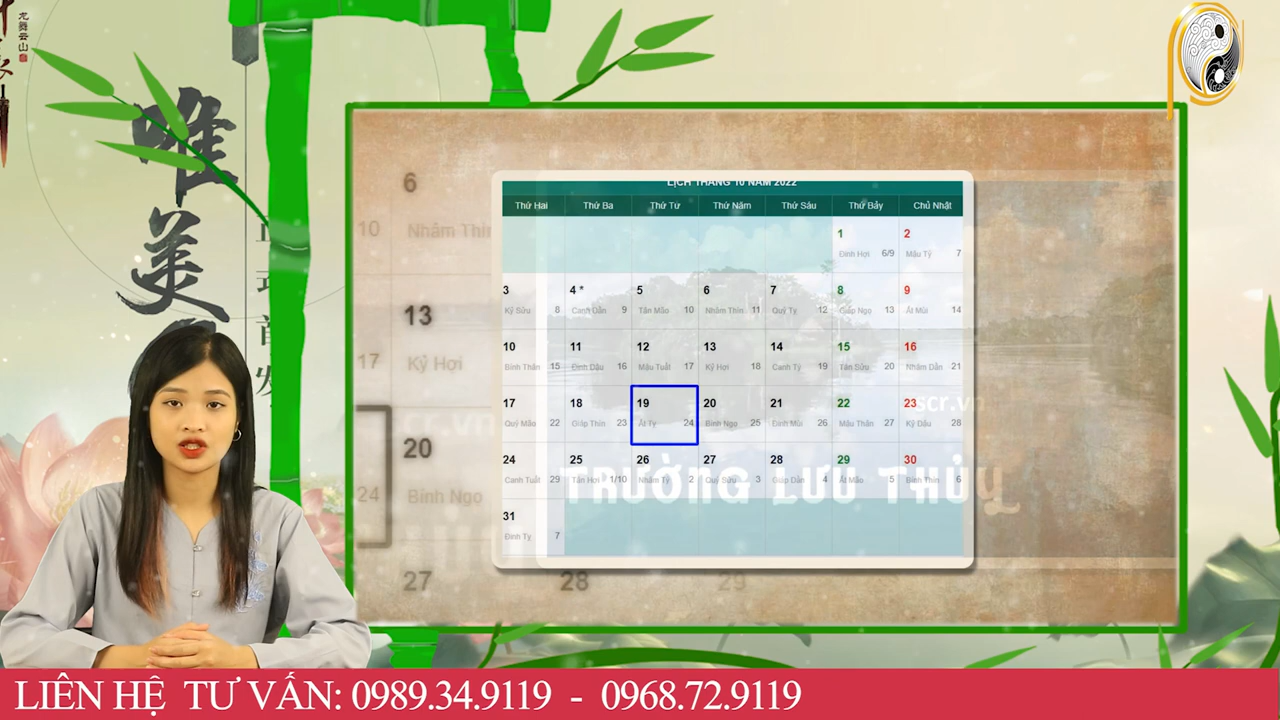 龙舞云山
唯
美
LỊCH THÁNG 10 NĂM 2022
Thứ Hai Thứ Ba Thứ Tư Thứ Năm Thứ Sáu Thứ Bảy Chủ Nhật
1 2
Đinh Hợi 6/9 Mậu Tý 7
3 4 * 5 6 7 8 9
Kỷ Sửu 8 Canh Dần 9 Tân Mão 10 Nhâm Thìn 11 Quý Tỵ 12 Giáp Ngọ 13 Ất Mùi 14
10 11 12 13 14 15 16
Bính Thân 15 Đinh Dậu 16 Mậu Tuất 17 Kỷ Hợi 18 Canh Tý 19 Tân Sửu 20 Nhâm Dần 21
17 18 19 20 21 22 23
Quý Mão 22 Giáp Thìn 23 Ất Tỵ 24 Bính Ngọ 25 Đinh Mùi 26 Mậu Thân 27 Kỷ Dậu 28
24 25 26 27 28 29 30
Canh Tuất 29 Tân Hợi 1/10 Nhâm Tý 2 Quý Sửu 3 Giáp Dần 4 Ất Mão 5 Bính Thìn 6
31
Đinh Tỵ 7
scr.vn
TRƯỜNG LƯU THỦY
6
10 Nhâm Thìn
13
17 Kỷ Hợi
20
24 Bính Ngọ
27 28 29
LIÊN HỆ TƯ VẤN: 0989.34.9119 - 0968.72.9119